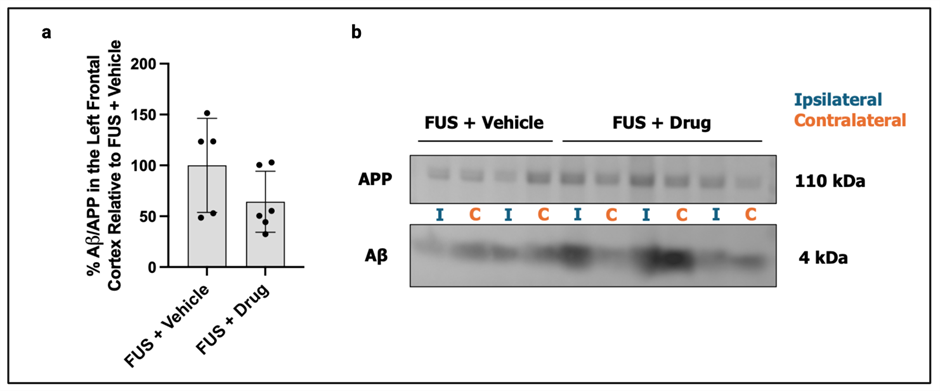 a
% Aβ/APP in the Left Frontal
Cortex Relative to FUS + Vehicle
200
150
100
50
0
FUS + Vehicle
FUS + Drug
b
FUS + Vehicle
FUS + Drug
Ipsilateral
Contralateral
APP
110 kDa
I C I C I C I C I C
Aβ
4 kDa